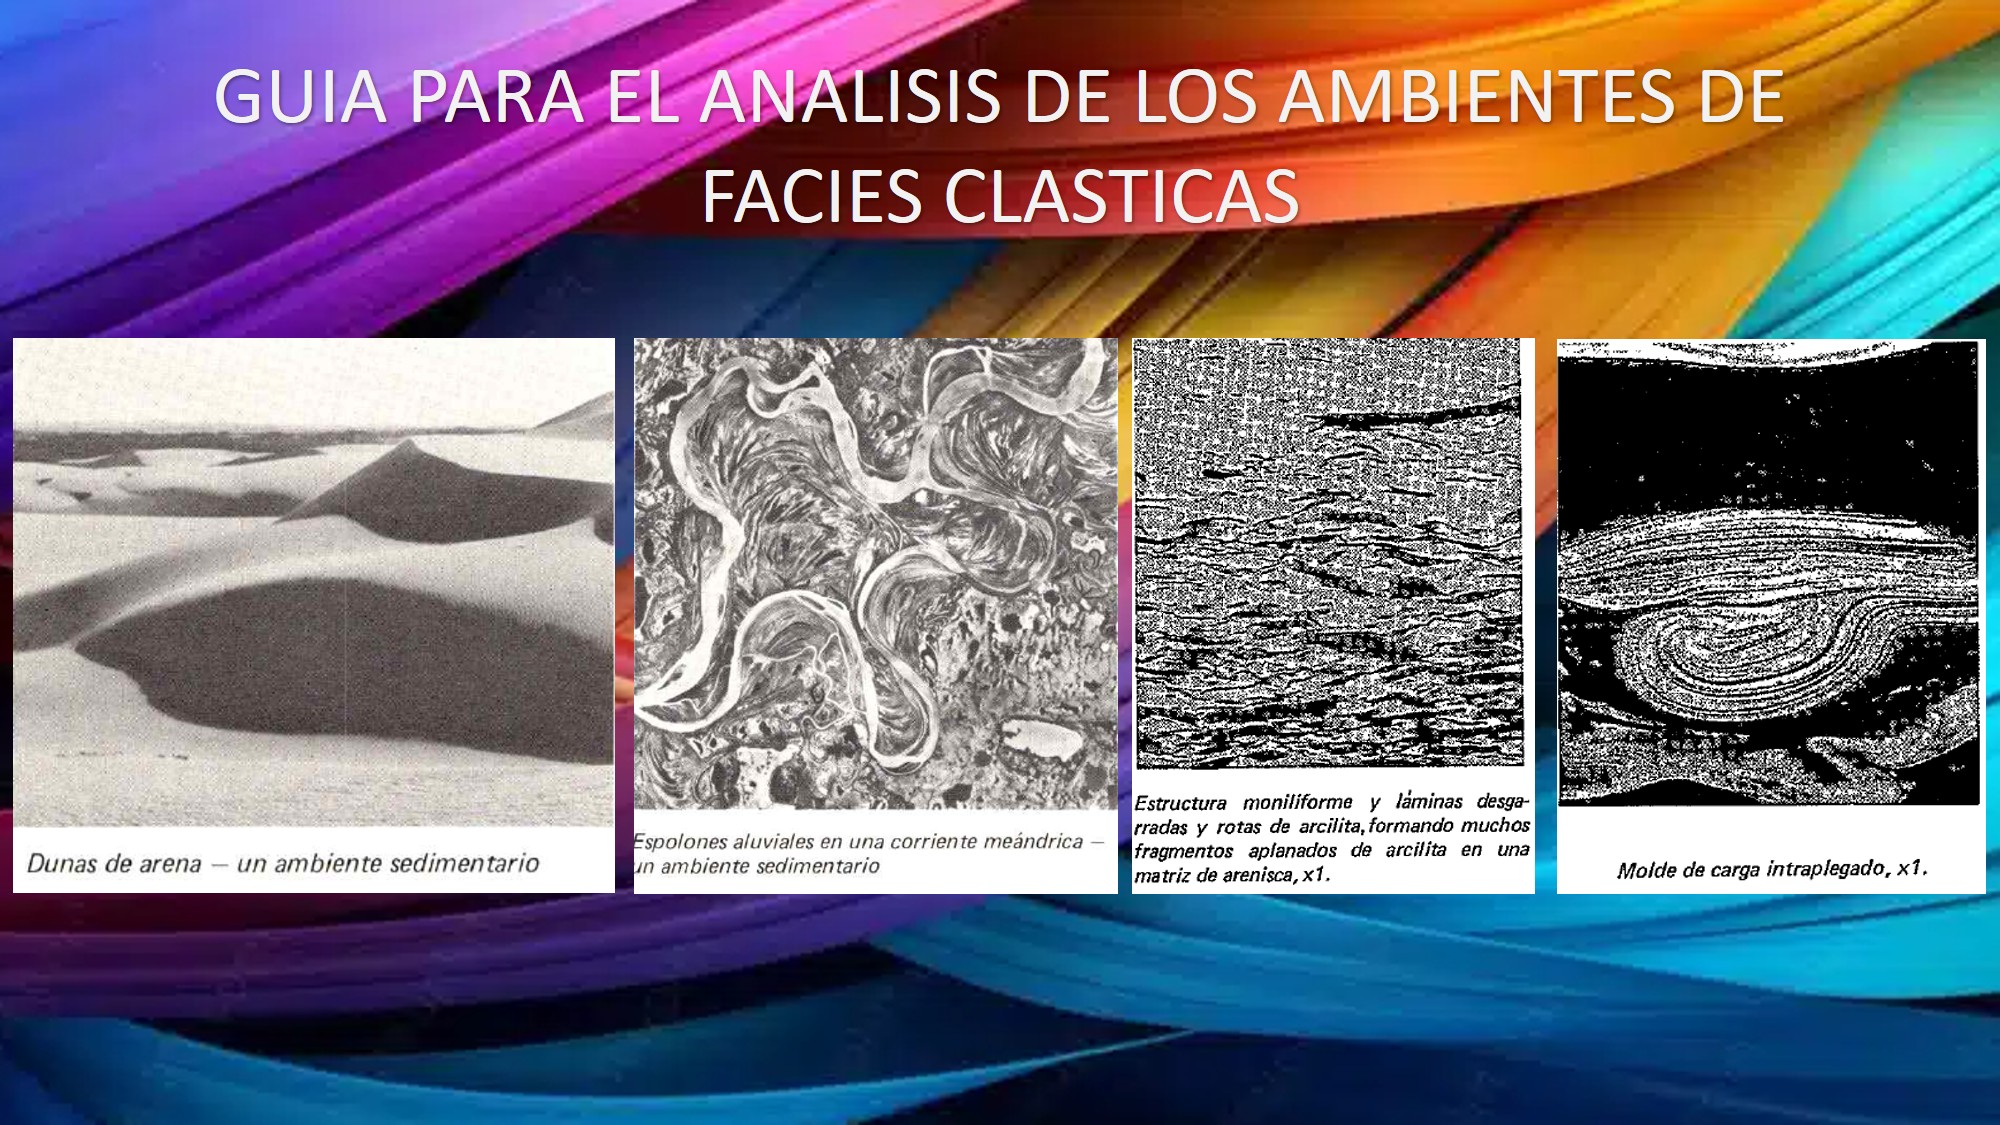 GUIA PARA EL ANALISIS DE LOS AMBIENTES DE
FACIES CLASTICAS
Dunas de arena — un ambiente sedimentario
Espolones aluviales en una corriente meándrica —
un ambiente sedimentario
Estructura moniliforme y láminas desga-
rradas y rotas de arcilita, formando muchos
fragmentos aplanados de arcilita en una
matriz de arenisca, x1.
Molde de carga intraplegado, x1.